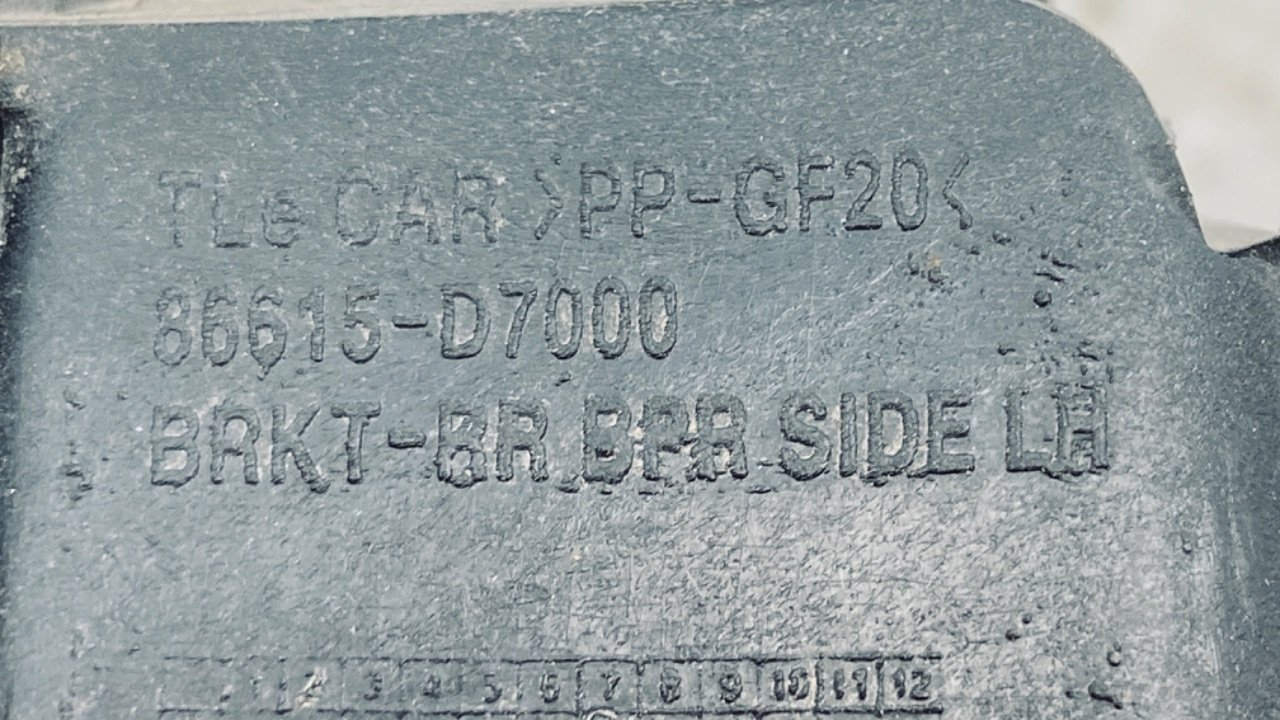 TLe CAR >PP-GF20<
86615-D7000
BRKT-RR BPR SIDE LH
1 2 3 4 5 6 7 8 9 10 11 12